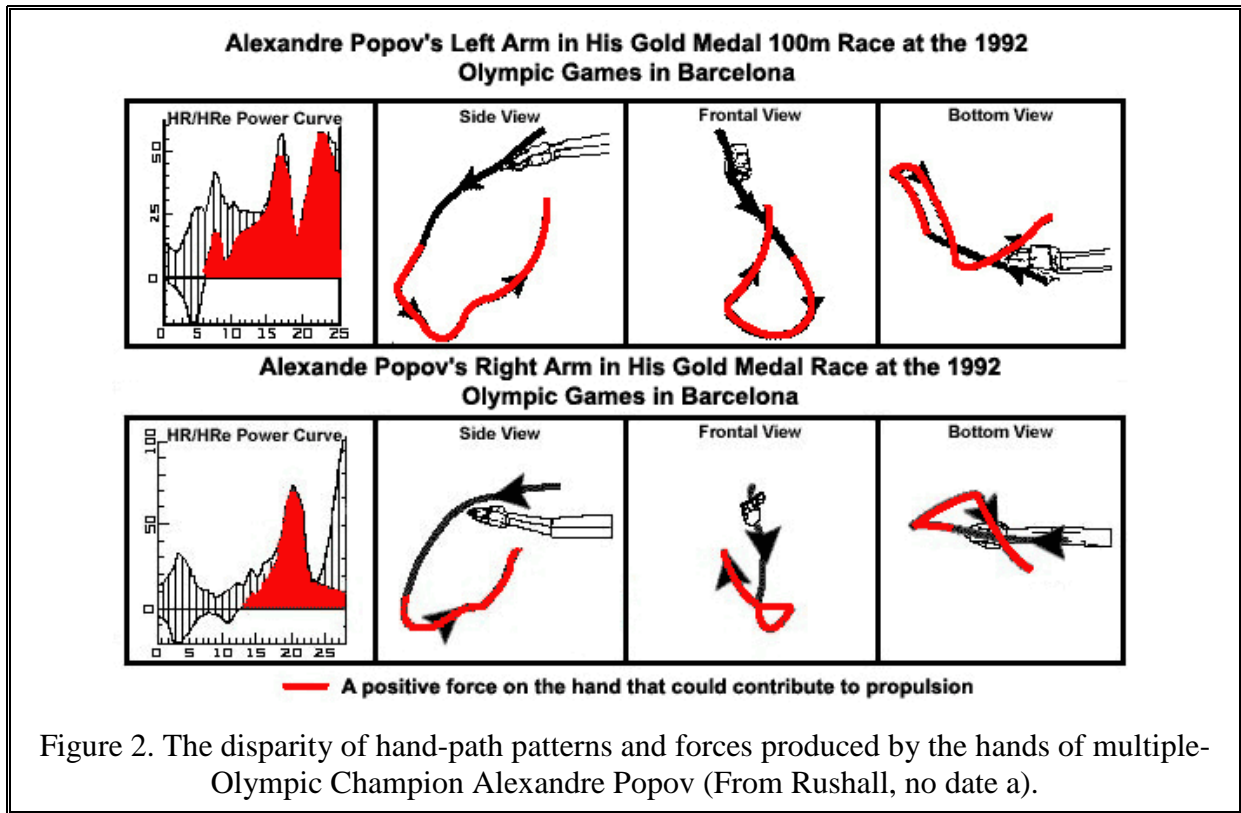 Alexandre Popov's Left Arm in His Gold Medal 100m Race at the 1992
Olympic Games in Barcelona
HR/HRe Power Curve
Side View
Frontal View
Bottom View
50
25
0
0 5 10 15 20 25
Alexande Popov's Right Arm in His Gold Medal Race at the 1992
Olympic Games in Barcelona
HR/HRe Power Curve
Side View
Frontal View
Bottom View
100
50
0
0 5 10 15 20 25
A positive force on the hand that could contribute to propulsion
Figure 2. The disparity of hand-path patterns and forces produced by the hands of multiple-
Olympic Champion Alexandre Popov (From Rushall, no date a).